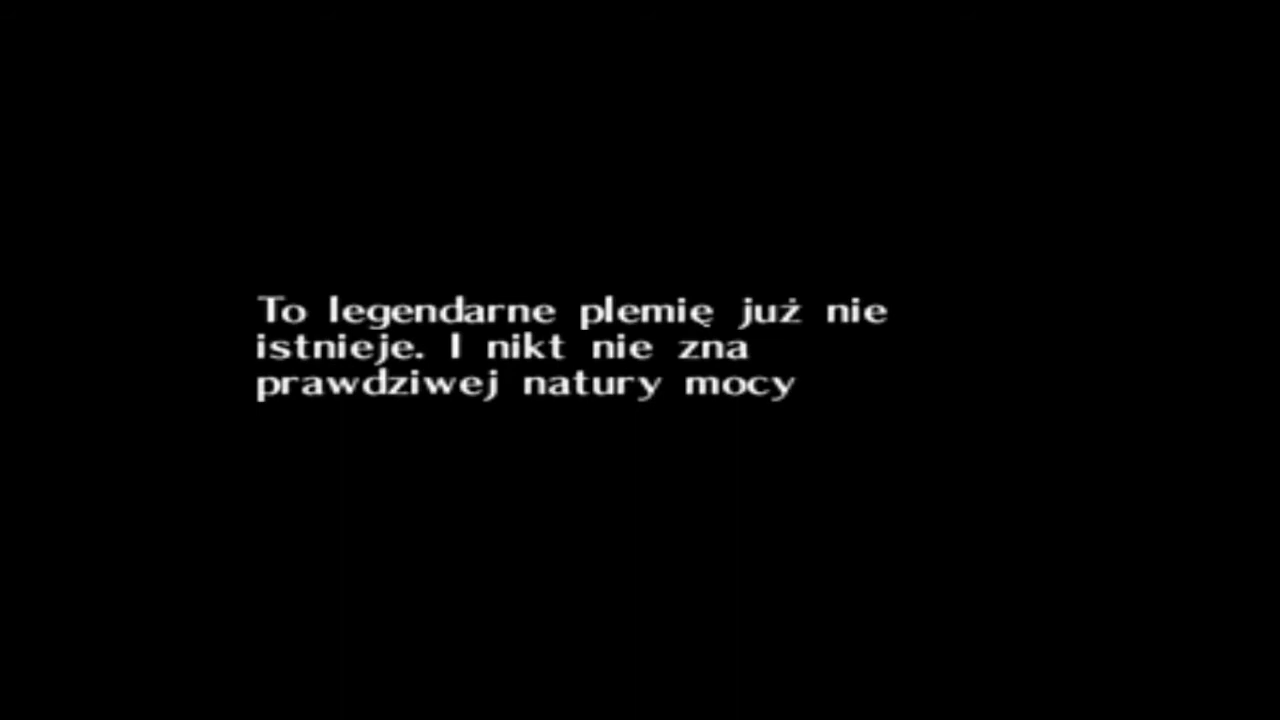 To legendarne plemię już nie
istnieje. I nikt nie zna
prawdziwej natury mocy